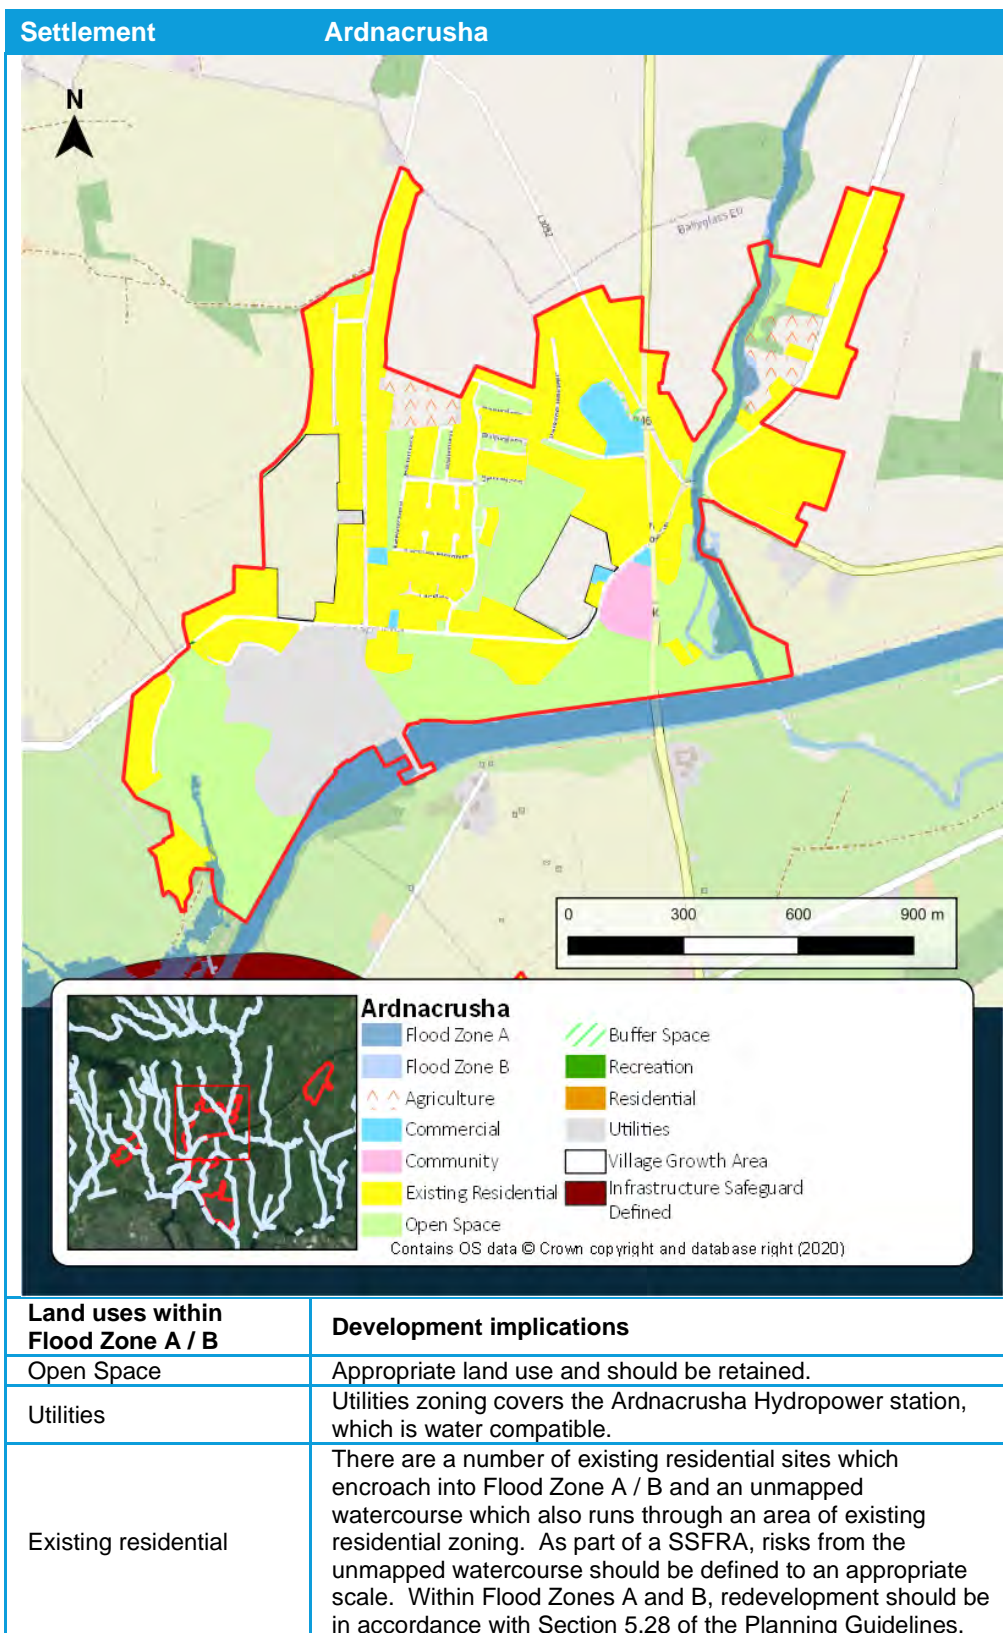 Settlement Ardnacrusha
N
L3092
Ballyglass Ed
0 300 600 900 m
Ardnacrusha
Flood Zone A
Flood Zone B
Agriculture
Commercial
Community
Existing Residential
Open Space
Buffer Space
Recreation
Residential
Utilities
Village Growth Area
Infrastructure Safeguard
Defined
Contains OS data © Crown copyright and database right (2020)
Land uses within
Flood Zone A / B
Development implications
Open Space
Appropriate land use and should be retained.
Utilities
Utilities zoning covers the Ardnacrusha Hydropower station,
which is water compatible.
Existing residential
There are a number of existing residential sites which
encroach into Flood Zone A / B and an unmapped
watercourse which also runs through an area of existing
residential zoning. As part of a SSFRA, risks from the
unmapped watercourse should be defined to an appropriate
scale. Within Flood Zones A and B, redevelopment should be
in accordance with Section 5.28 of the Planning Guidelines.